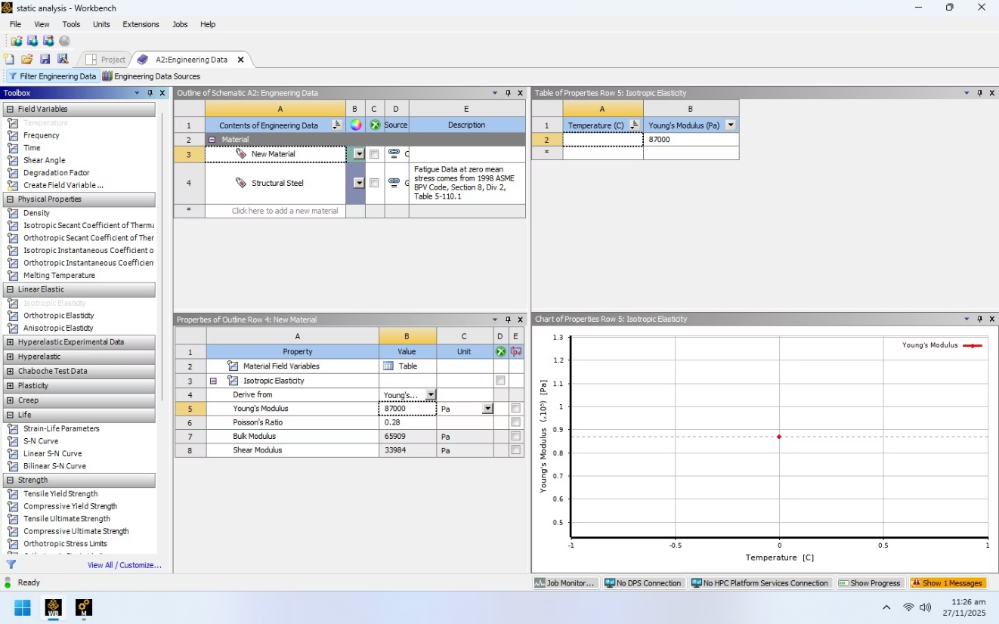 static analysis - Workbench
File View Tools Units Extensions Jobs Help
Project A2:Engineering Data
Filter Engineering Data Engineering Data Sources
Toolbox
Field Variables
Temperature
Frequency
Time
Shear Angle
Degradation Factor
Create Field Variable ...
Physical Properties
Density
Isotropic Secant Coefficient of Therma
Orthotropic Secant Coefficient of Ther
Isotropic Instantaneous Coefficient o
Orthotropic Instantaneous Coefficien
Melting Temperature
Linear Elastic
Isotropic Elasticity
Orthotropic Elasticity
Anisotropic Elasticity
Hyperelastic Experimental Data
Hyperelastic
Chaboche Test Data
Plasticity
Creep
Life
Strain-Life Parameters
S-N Curve
Linear S-N Curve
Bilinear S-N Curve
Strength
Tensile Yield Strength
Compressive Yield Strength
Tensile Ultimate Strength
Compressive Ultimate Strength
Orthotropic Stress Limits
View All / Customize...
Outline of Schematic A2: Engineering Data
A B C D E
1 Contents of Engineering Data Source Description
2 Material
3 New Material
4 Structural Steel Fatigue Data at zero mean
stress comes from 1998 ASME
BPV Code, Section 8, Div 2,
Table 5-110.1
* Click here to add a new material
Table of Properties Row 5: Isotropic Elasticity
A B
1 Temperature (C) Young's Modulus (Pa)
2 87000
*
Properties of Outline Row 4: New Material
A B C D E
1 Property Value Unit
2 Material Field Variables Table
3 Isotropic Elasticity
4 Derive from Young's...
5 Young's Modulus 87000 Pa
6 Poisson's Ratio 0.28
7 Bulk Modulus 65909 Pa
8 Shear Modulus 33984 Pa
Chart of Properties Row 5: Isotropic Elasticity
Young's Modulus
1.3
1.2
1.1
1
0.9
0.8
0.7
0.6
0.5
Young's Modulus (x10⁵) [Pa]
-1 -0.5 0 0.5 1
Temperature [C]
Ready
Job Monitor... No DPS Connection No HPC Platform Services Connection Show Progress Show 1 Messages
WB M
11:26 am
27/11/2025